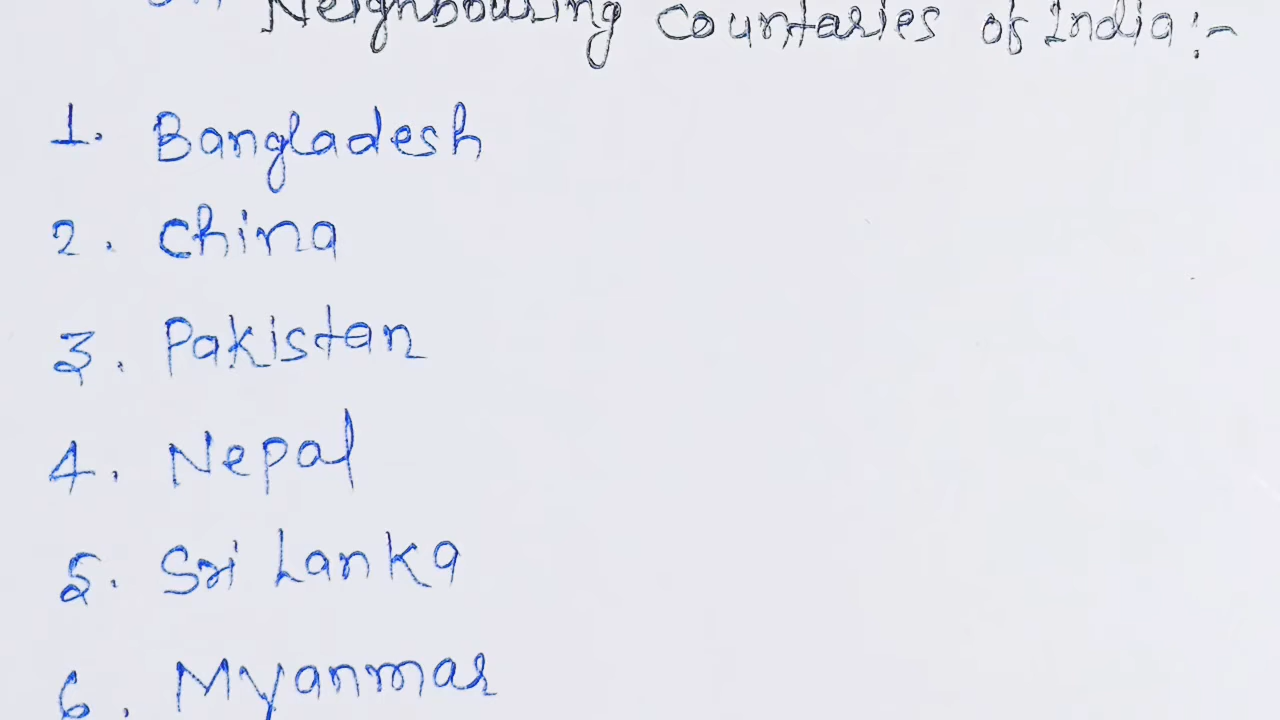 Neighbouring Countaries of India :-
1. Bangladesh
2. China
3. Pakistan
4. Nepal
5. Sri Lanka
6. Myanmar